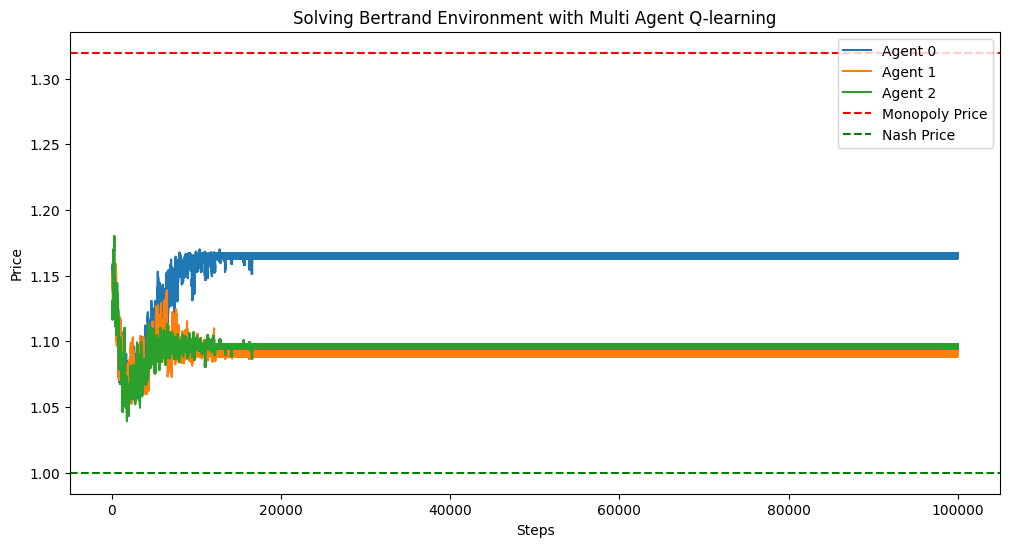 Solving Bertrand Environment with Multi Agent Q-learning
Agent 0
Agent 1
Agent 2
Monopoly Price
Nash Price
1.30
1.25
1.20
1.15
1.10
1.05
1.00
Price
0 20000 40000 60000 80000 100000
Steps